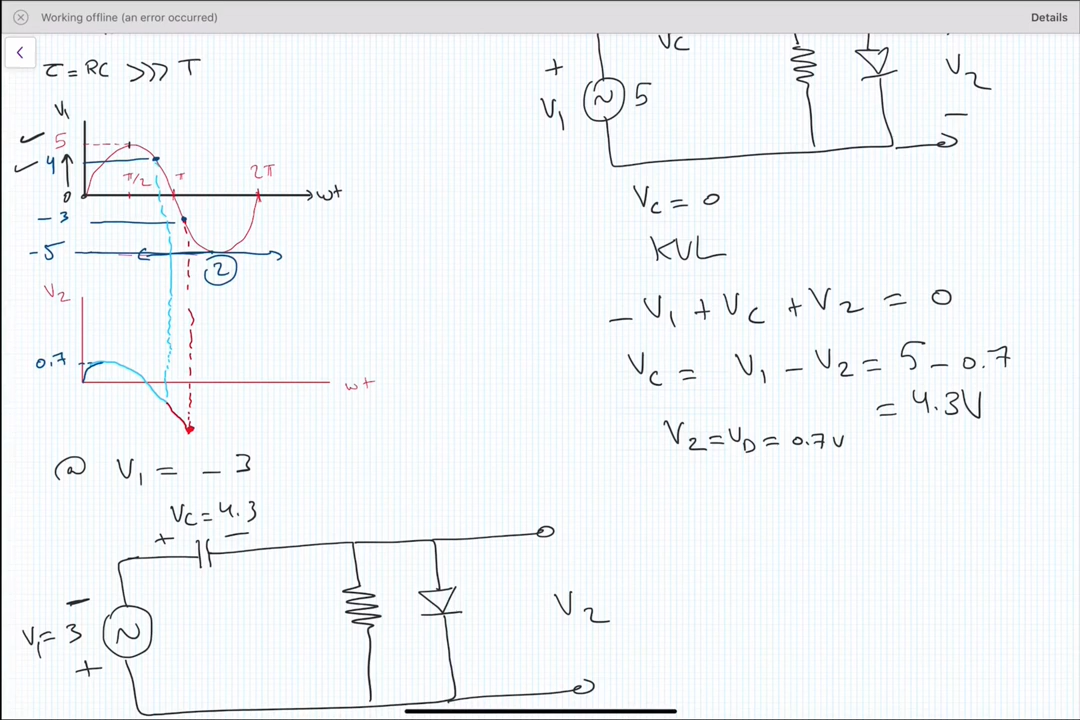 Working offline (an error occurred)
Details
τ = RC >>> T
V1
5
4
0
-3
-5
π/2
π
2π
ωt
2
V2
0.7
ωt
@ V1 = -3
VC = 4.3
+ -
-
V1 = 3
+
V2
VC
+
V1
5
V2
-
VC = 0
KVL
-V1 + VC + V2 = 0
VC = V1 - V2 = 5 - 0.7
= 4.3V
V2 = VD = 0.7V